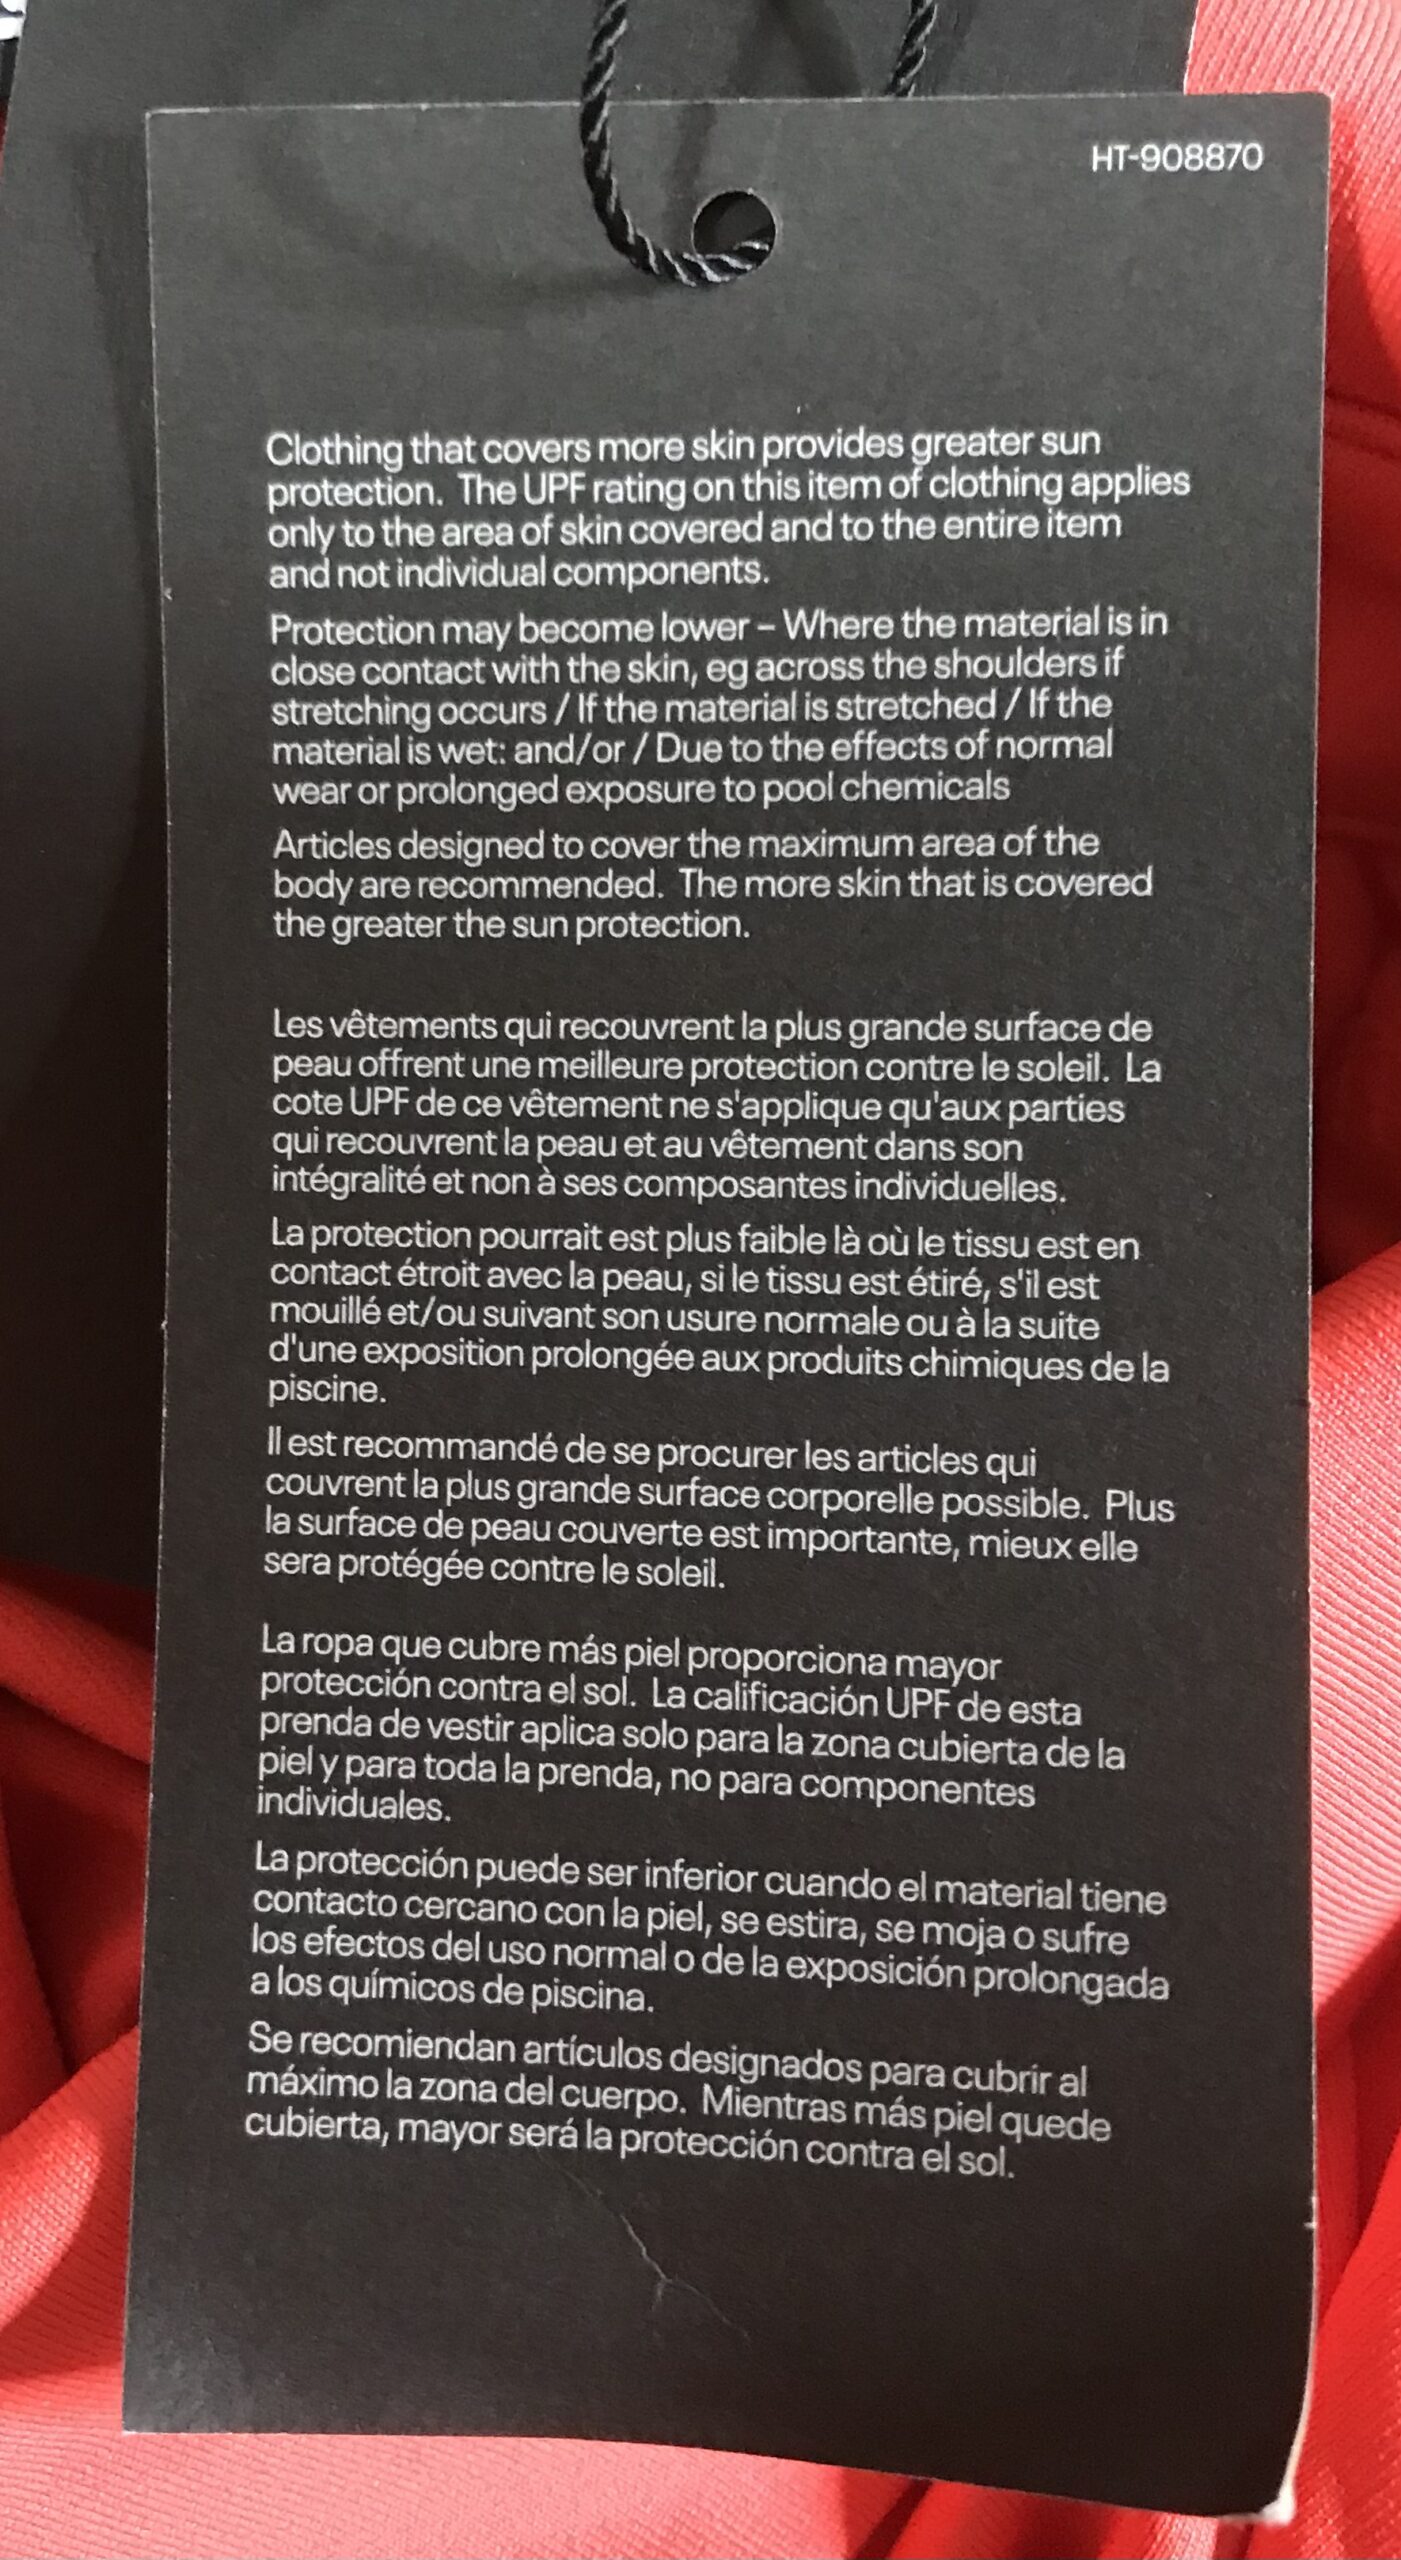 HT-908870
Clothing that covers more skin provides greater sun
protection. The UPF rating on this item of clothing applies
only to the area of skin covered and to the entire item
and not individual components.
Protection may become lower – Where the material is in
close contact with the skin, eg across the shoulders if
stretching occurs / If the material is stretched / If the
material is wet: and/or / Due to the effects of normal
wear or prolonged exposure to pool chemicals
Articles designed to cover the maximum area of the
body are recommended. The more skin that is covered
the greater the sun protection.
Les vêtements qui recouvrent la plus grande surface de
peau offrent une meilleure protection contre le soleil. La
cote UPF de ce vêtement ne s'applique qu'aux parties
qui recouvrent la peau et au vêtement dans son
intégralité et non à ses composantes individuelles.
La protection pourrait est plus faible là où le tissu est en
contact étroit avec la peau, si le tissu est étiré, s'il est
mouillé et/ou suivant son usure normale ou à la suite
d'une exposition prolongée aux produits chimiques de la
piscine.
Il est recommandé de se procurer les articles qui
couvrent la plus grande surface corporelle possible. Plus
la surface de peau couverte est importante, mieux elle
sera protégée contre le soleil.
La ropa que cubre más piel proporciona mayor
protección contra el sol. La calificación UPF de esta
prenda de vestir aplica solo para la zona cubierta de la
piel y para toda la prenda, no para componentes
individuales.
La protección puede ser inferior cuando el material tiene
contacto cercano con la piel, se estira, se moja o sufre
los efectos del uso normal o de la exposición prolongada
a los químicos de piscina.
Se recomiendan artículos designados para cubrir al
máximo la zona del cuerpo. Mientras más piel quede
cubierta, mayor será la protección contra el sol.